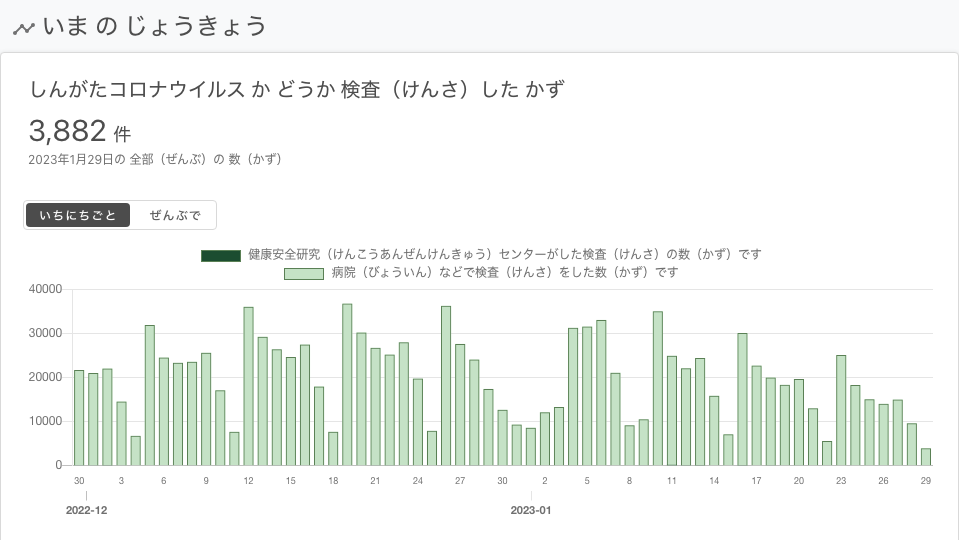 いま の じょうきょう
しんがたコロナウイルス か どうか 検査（けんさ）した かず
3,882 件
2023年1月29日の 全部（ぜんぶ）の 数（かず）
いちにちごと ぜんぶで
健康安全研究（けんこうあんぜんけんきゅう）センターがした検査（けんさ）の数（かず）です
病院（びょういん）などで検査（けんさ）をした数（かず）です
40000
30000
20000
10000
0
30 3 6 9 12 15 18 21 24 27 30 2 5 8 11 14 17 20 23 26 29
2022-12 2023-01